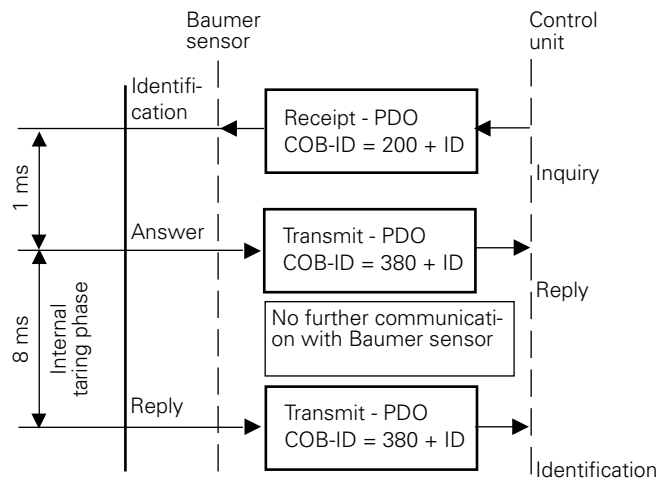 Baumer
sensor
Control
unit
Identifi-
cation
Receipt - PDO
COB-ID = 200 + ID
1 ms
Inquiry
Answer
Transmit - PDO
COB-ID = 380 + ID
Reply
8 ms
Internal
taring phase
No further communicati-
on with Baumer sensor
Reply
Transmit - PDO
COB-ID = 380 + ID
Identification